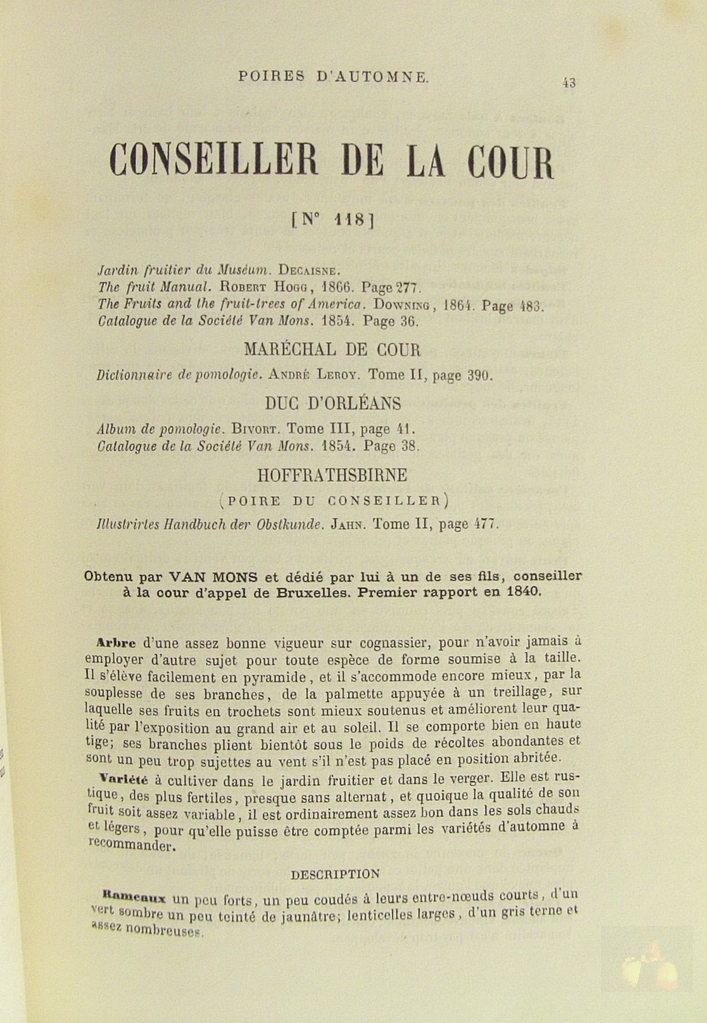 POIRES D'AUTOMNE.
43
CONSEILLER DE LA COUR
[N° 118]
Jardin fruitier du Muséum. DECAISNE.
The fruit Manual. ROBERT HOGG, 1866. Page 277.
The Fruits and the fruit-trees of America. DOWNING, 1864. Page 483.
Catalogue de la Société Van Mons. 1854. Page 36.
MARÉCHAL DE COUR
Dictionnaire de pomologie. ANDRÉ LEROY. Tome II, page 390.
DUC D'ORLÉANS
Album de pomologie. BIVORT. Tome III, page 41.
Catalogue de la Société Van Mons. 1854. Page 38.
HOFFRATHSBIRNE
(POIRE DU CONSEILLER)
Illustrirtes Handbuch der Obstkunde. JAHN. Tome II, page 477.
Obtenu par VAN MONS et dédié par lui à un de ses fils, conseiller
à la cour d'appel de Bruxelles. Premier rapport en 1840.
Arbre d'une assez bonne vigueur sur cognassier, pour n'avoir jamais à
employer d'autre sujet pour toute espèce de forme soumise à la taille.
Il s'élève facilement en pyramide, et il s'accommode encore mieux, par la
souplesse de ses branches, de la palmette appuyée à un treillage, sur
laquelle ses fruits en trochets sont mieux soutenus et améliorent leur qua-
lité par l'exposition au grand air et au soleil. Il se comporte bien en haute
tige; ses branches plient bientôt sous le poids de récoltes abondantes et
sont un peu trop sujettes au vent s'il n'est pas placé en position abritée.
Variété à cultiver dans le jardin fruitier et dans le verger. Elle est rus-
tique, des plus fertiles, presque sans alternat, et quoique la qualité de son
fruit soit assez variable, il est ordinairement assez bon dans les sols chauds
et légers, pour qu'elle puisse être comptée parmi les variétés d'automne à
recommander.
DESCRIPTION
Rameaux un peu forts, un peu coudés à leurs entre-nœuds courts, d'un
vert sombre un peu teinté de jaunâtre; lenticelles larges, d'un gris terne et
assez nombreuses.